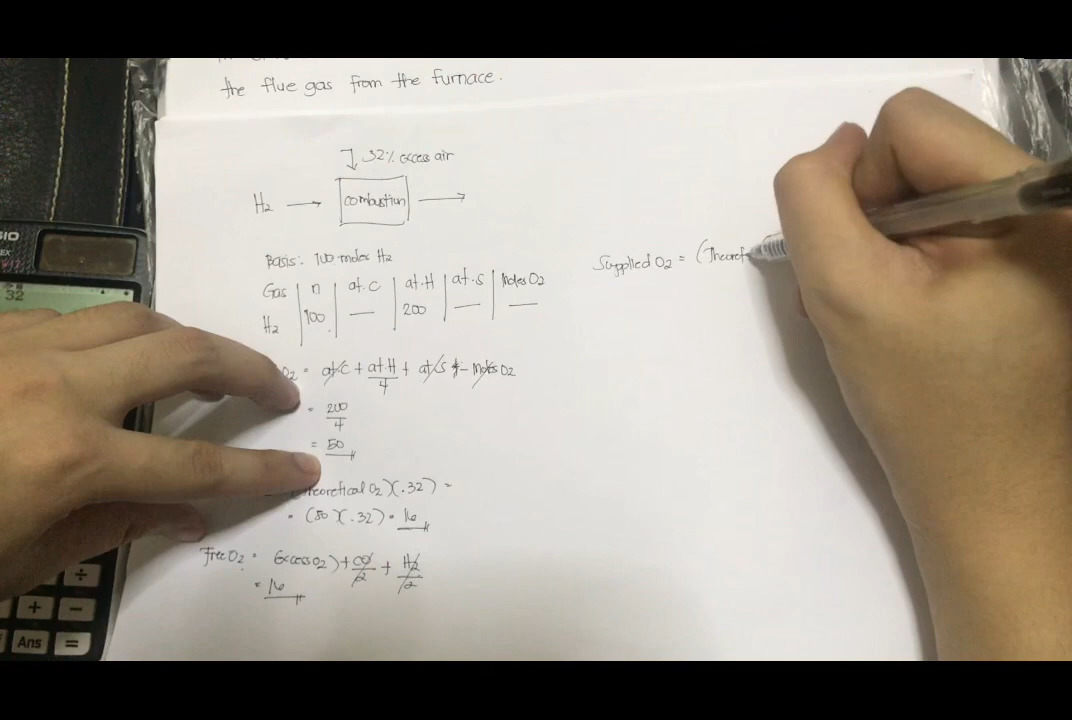 the flue gas from the furnace.
32% excess air
H₂ → combustion →
Basis: 100 moles H₂
Gas | n | at. C | at. H | at. S | Moles O₂
H₂ | 100 | — | 200 | — | —
O₂ = at C + at. H/4 + at S - moles O₂
= 200/4
= 50
Theoretical O₂)(.32) =
= (50)(.32) = 16
Free O₂ = Excess O₂) + CO/2 + H₂/2
= 16
Supplied O₂ = (Theoret
32
÷
+ −
Ans =